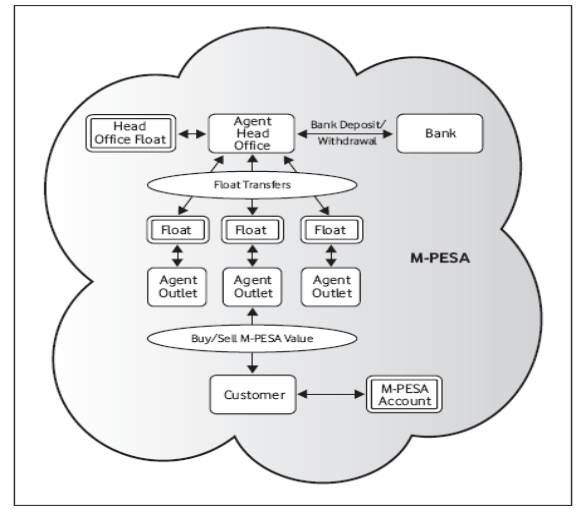 Head
Office Float
Agent
Head
Office
Bank Deposit/
Withdrawal
Bank
Float Transfers
Float
Float
Float
M-PESA
Agent
Outlet
Agent
Outlet
Agent
Outlet
Buy/Sell M-PESA Value
Customer
M-PESA
Account